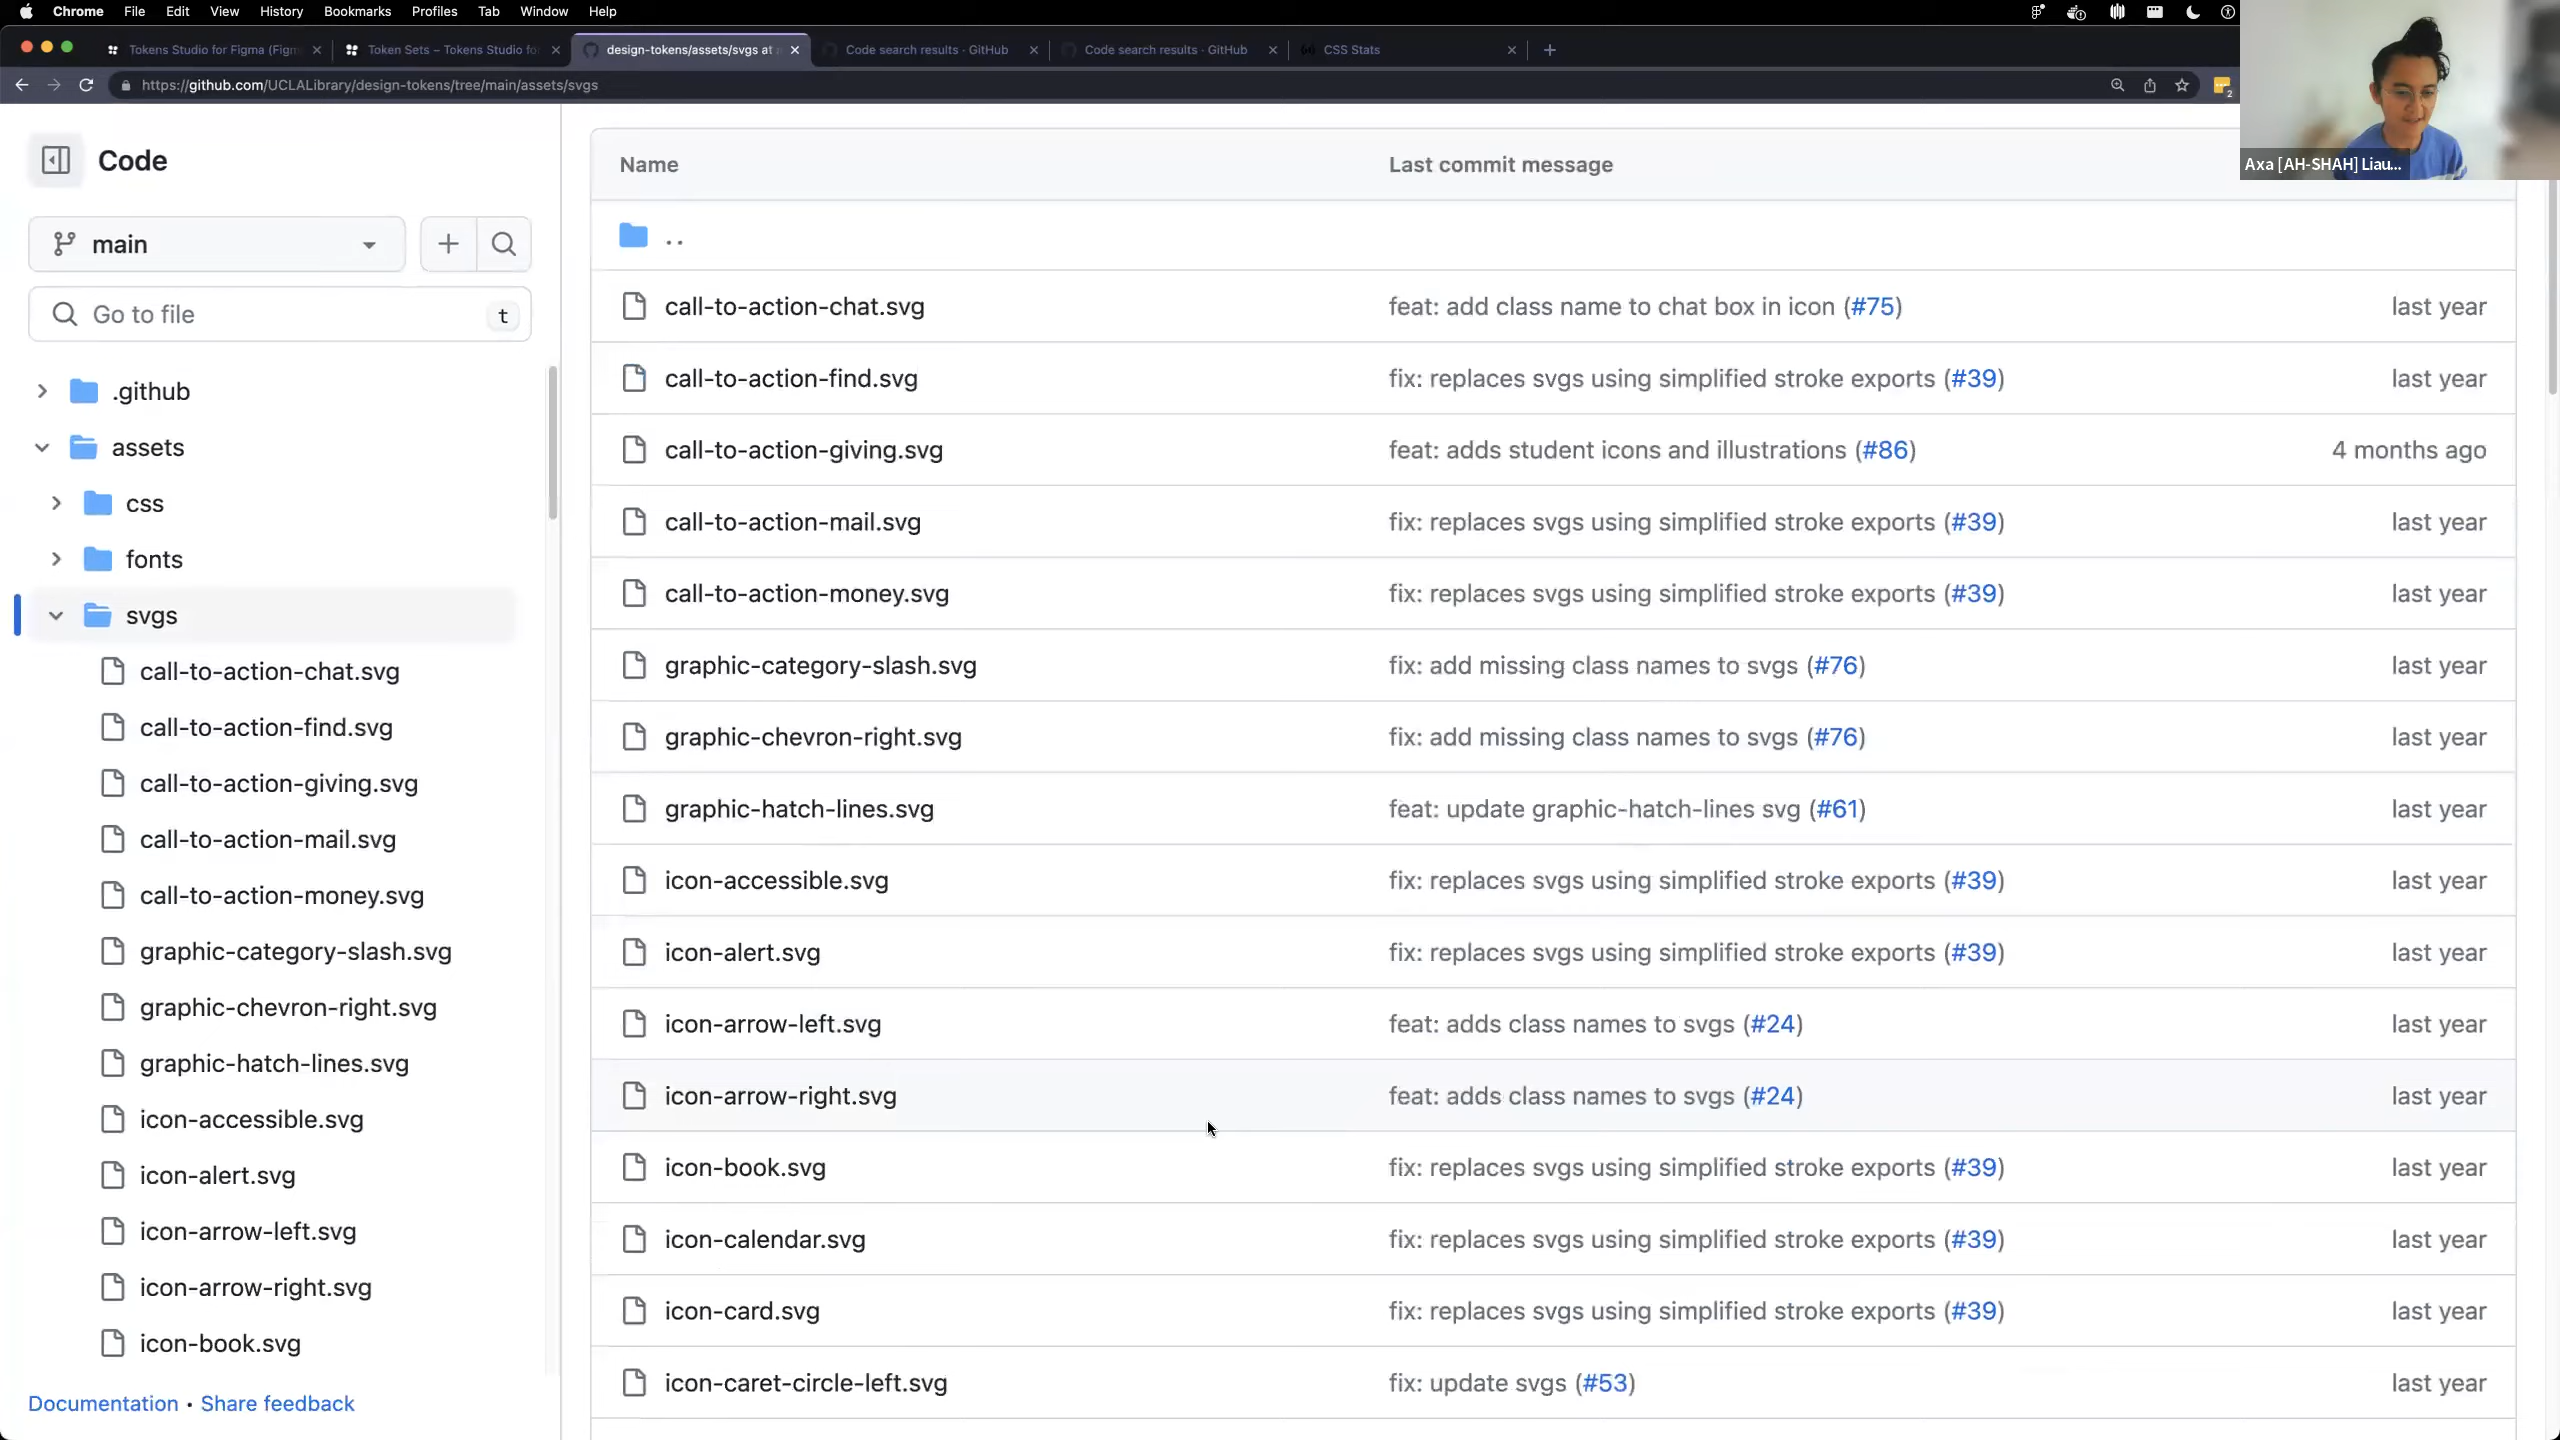 Chrome File Edit View History Bookmarks Profiles Tab Window Help
Tokens Studio for Figma (Figm
Token Sets – Tokens Studio fo
design-tokens/assets/svgs at
Code search results · GitHub
Code search results · GitHub
CSS Stats
https://github.com/UCLALibrary/design-tokens/tree/main/assets/svgs
2
Axa [AH-SHAH] Liau...
Code
main
Go to file
t
.github
assets
css
fonts
svgs
call-to-action-chat.svg
call-to-action-find.svg
call-to-action-giving.svg
call-to-action-mail.svg
call-to-action-money.svg
graphic-category-slash.svg
graphic-chevron-right.svg
graphic-hatch-lines.svg
icon-accessible.svg
icon-alert.svg
icon-arrow-left.svg
icon-arrow-right.svg
icon-book.svg
Documentation • Share feedback
Name Last commit message
..
call-to-action-chat.svg feat: add class name to chat box in icon (#75) last year
call-to-action-find.svg fix: replaces svgs using simplified stroke exports (#39) last year
call-to-action-giving.svg feat: adds student icons and illustrations (#86) 4 months ago
call-to-action-mail.svg fix: replaces svgs using simplified stroke exports (#39) last year
call-to-action-money.svg fix: replaces svgs using simplified stroke exports (#39) last year
graphic-category-slash.svg fix: add missing class names to svgs (#76) last year
graphic-chevron-right.svg fix: add missing class names to svgs (#76) last year
graphic-hatch-lines.svg feat: update graphic-hatch-lines svg (#61) last year
icon-accessible.svg fix: replaces svgs using simplified stroke exports (#39) last year
icon-alert.svg fix: replaces svgs using simplified stroke exports (#39) last year
icon-arrow-left.svg feat: adds class names to svgs (#24) last year
icon-arrow-right.svg feat: adds class names to svgs (#24) last year
icon-book.svg fix: replaces svgs using simplified stroke exports (#39) last year
icon-calendar.svg fix: replaces svgs using simplified stroke exports (#39) last year
icon-card.svg fix: replaces svgs using simplified stroke exports (#39) last year
icon-caret-circle-left.svg fix: update svgs (#53) last year